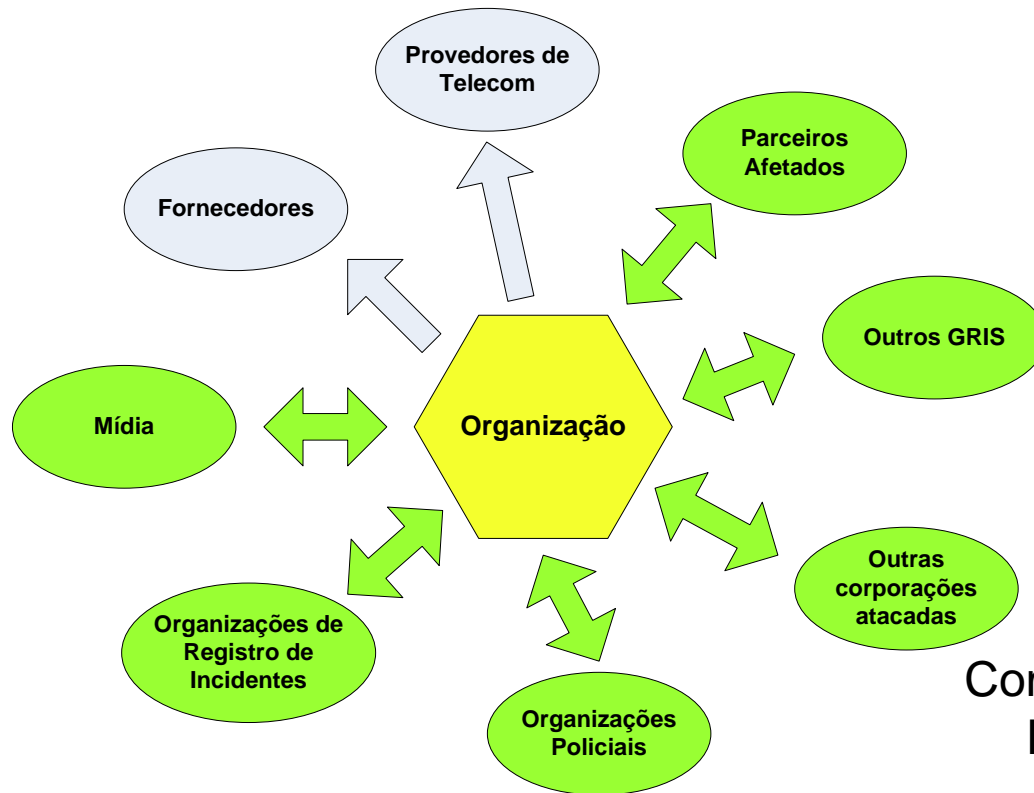 Provedores de
Telecom
Parceiros
Afetados
Fornecedores
Outros GRIS
Mídia
Organização
Outras
corporações
atacadas
Organizações de
Registro de
Incidentes
Organizações
Policiais